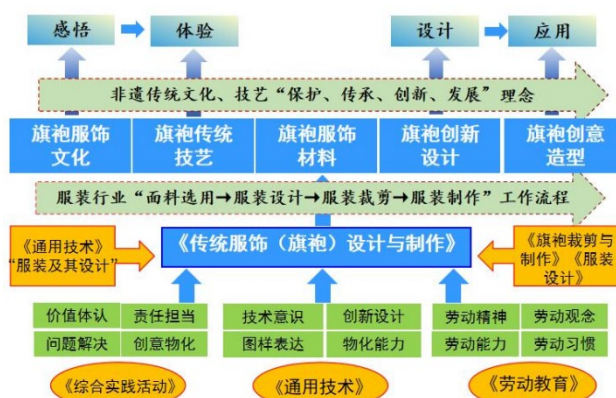 感悟
体验
设计
应用
非遗传统文化、技艺“保护、传承、创新、发展”理念
旗袍服饰
文化
旗袍传统
技艺
旗袍服饰
材料
旗袍创新
设计
旗袍创意
造型
服装行业“面料选用→服装设计→服装裁剪→服装制作”工作流程
《通用技术》
“服装及其设计”
《传统服饰（旗袍）设计与制作》
《旗袍裁剪与
制作》《服装
设计》
价值体认
责任担当
问题解决
创意物化
技术意识
创新设计
图样表达
物化能力
劳动精神
劳动观念
劳动能力
劳动习惯
《综合实践活动》
《通用技术》
《劳动教育》